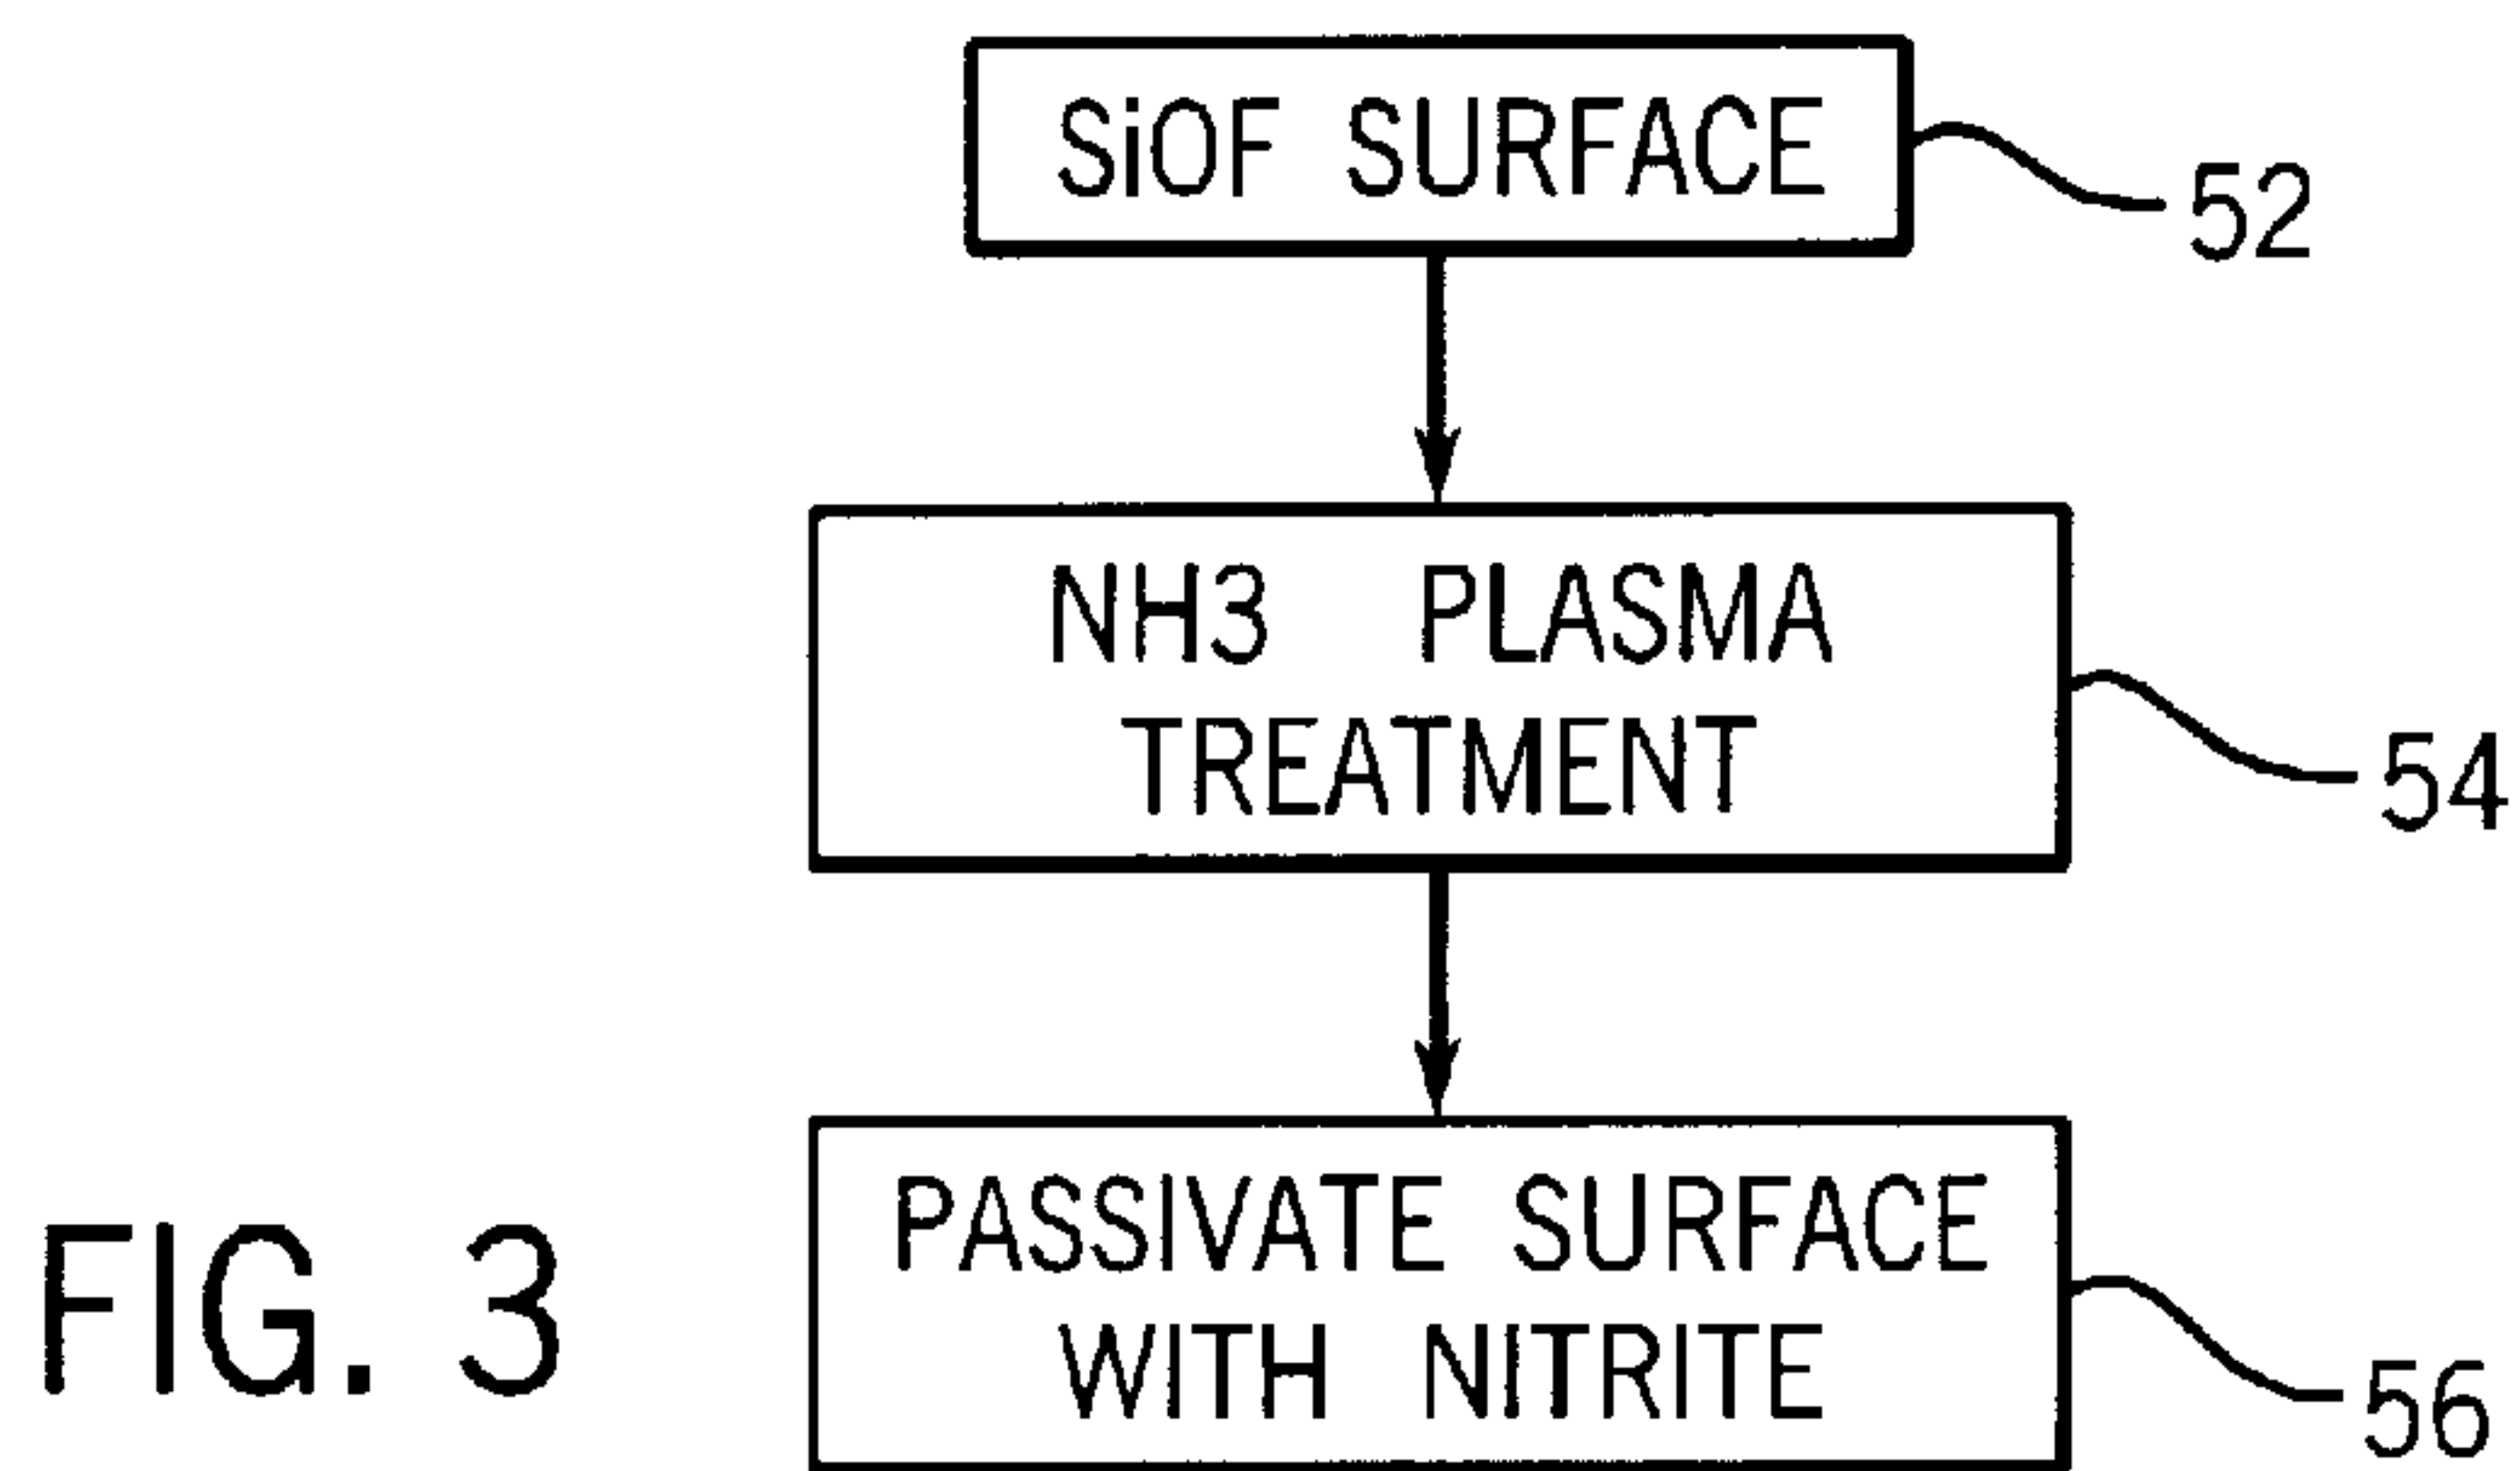 SiOF SURFACE
52
NH3 PLASMA
TREATMENT
54
PASSIVATE SURFACE
WITH NITRITE
56
FIG. 3